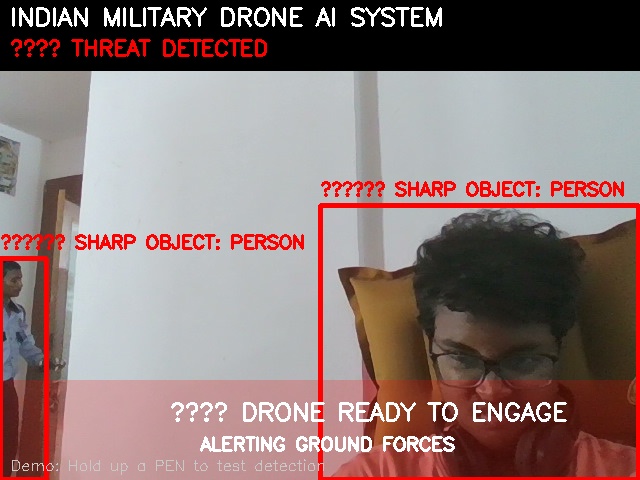 INDIAN MILITARY DRONE AI SYSTEM
???? THREAT DETECTED
?????? SHARP OBJECT: PERSON
?????? SHARP OBJECT: PERSON
???? DRONE READY TO ENGAGE
ALERTING GROUND FORCES
Demo: Hold up a PEN to test detection